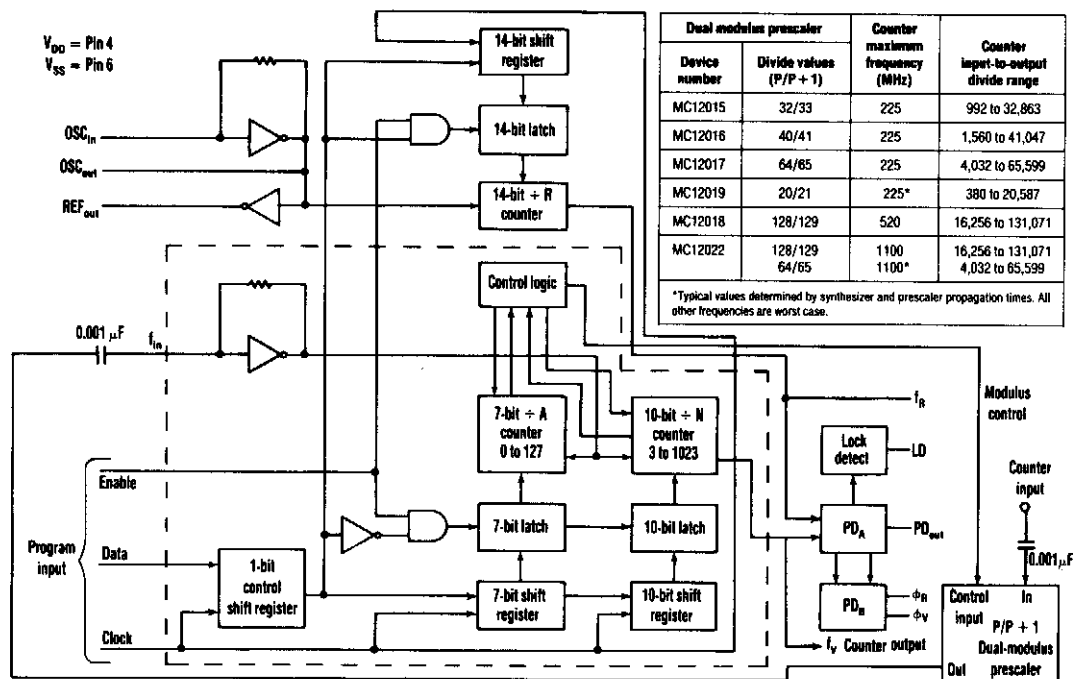 V_DD = Pin 4
V_SS = Pin 6
OSC_in
OSC_out
REF_out
14-bit shift
register
14-bit latch
14-bit ÷ R
counter
Dual modulus prescaler
Device
number
Divide values
(P/P + 1)
Counter
maximum
frequency
(MHz)
Counter
input-to-output
divide range
MC12015 32/33 225 992 to 32,863
MC12016 40/41 225 1,560 to 41,047
MC12017 64/65 225 4,032 to 65,599
MC12019 20/21 225* 380 to 20,587
MC12018 128/129 520 16,256 to 131,071
MC12022 128/129 1100 16,256 to 131,071
64/65 1100* 4,032 to 65,599
*Typical values determined by synthesizer and prescaler propagation times. All
other frequencies are worst case.
0.001 µF
f_in
Control logic
7-bit ÷ A
counter
0 to 127
10-bit ÷ N
counter
3 to 1023
Program
input
Enable
Data
Clock
1-bit
control
shift register
7-bit latch
10-bit latch
7-bit shift
register
10-bit shift
register
f_R
Modulus
control
Lock
detect
LD
Counter
input
PD_A
PD_out
0.001 µF
PD_B
ϕ_R
ϕ_V
f_V Counter output
Control
input
In
P/P + 1
Dual-modulus
prescaler
Out